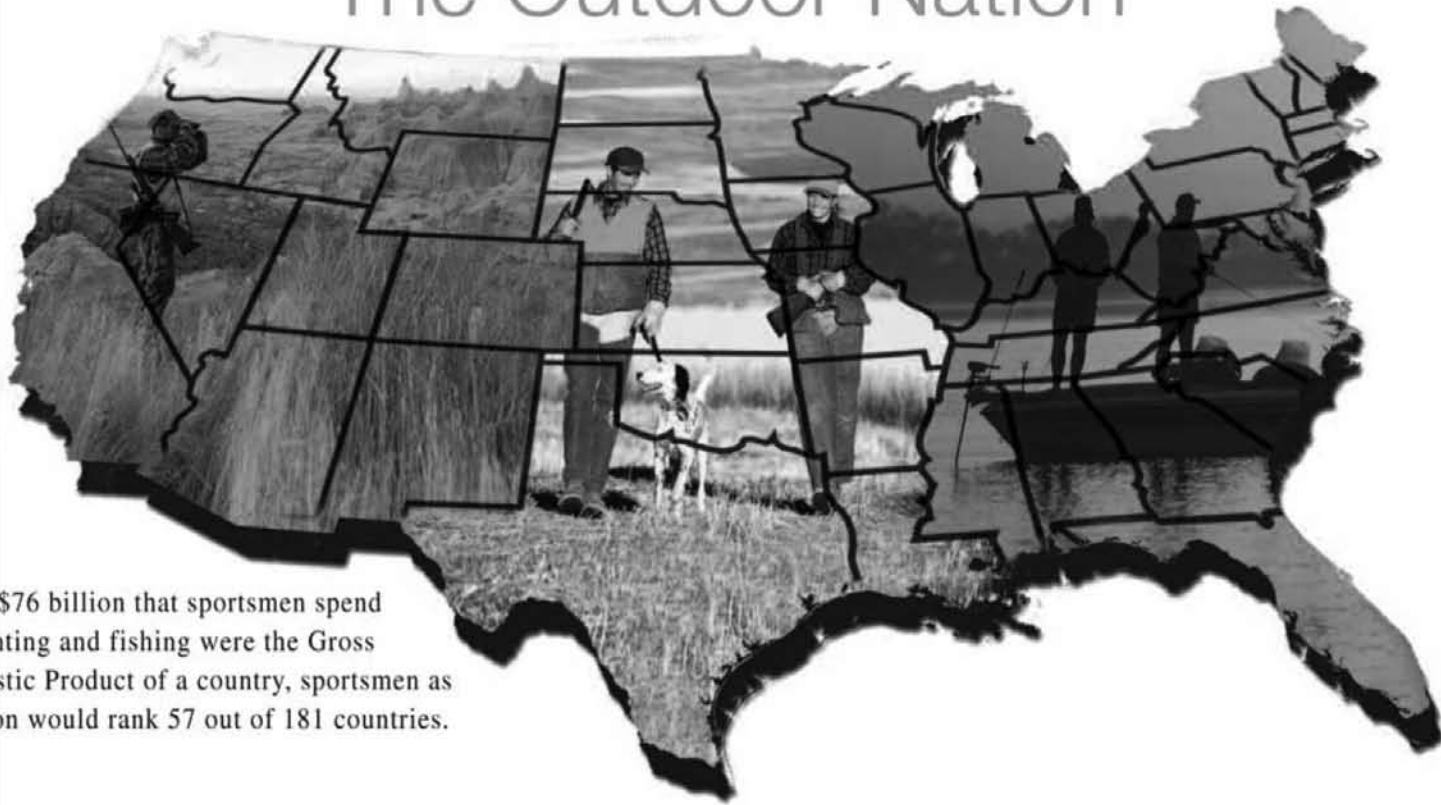 The Outdoor Nation
$76 billion that sportsmen spend
and fishing were the Gross
Product of a country, sportsmen as
would rank 57 out of 181 countries.